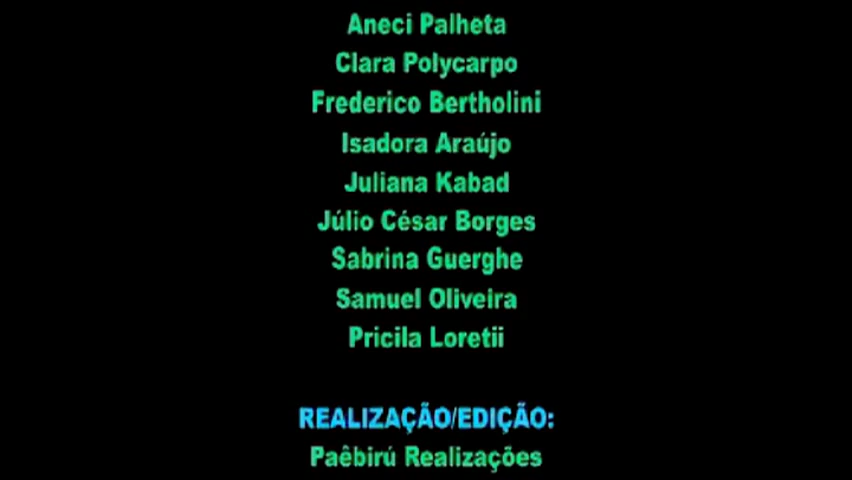 Aneci Palheta
Clara Polycarpo
Frederico Bertholini
Isadora Araújo
Juliana Kabad
Júlio César Borges
Sabrina Guerghe
Samuel Oliveira
Pricila Loretii
REALIZAÇÃO/EDIÇÃO:
Paêbirú Realizações